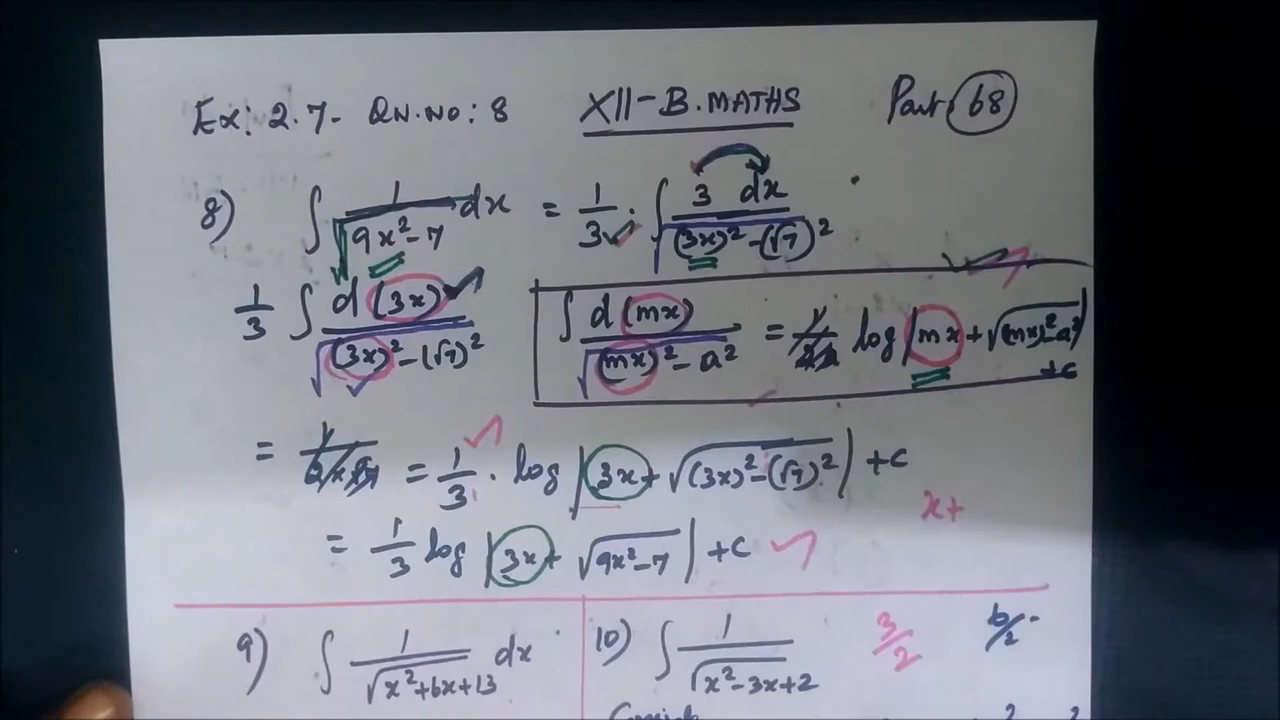 Ex: 2.7- QN.NO: 8 XII-B.MATHS Part 68
8) ∫ 1/√(9x²-7) dx = 1/3 · ∫ 3 dx/√((3x)²-(√7)²)
1/3 ∫ d(3x)/√((3x)²-(√7)²) ∫ d(mx)/√((mx)²-a²) = log|mx+√((mx)²-a²)| +c
= = 1/3 · log|3x+√((3x)²-(√7)²)| +c
x+
= 1/3 log|3x+√(9x²-7)| +c
9) ∫ 1/√(x²+6x+13) dx 10) ∫ 1/√(x²-3x+2) 3/2 b/2